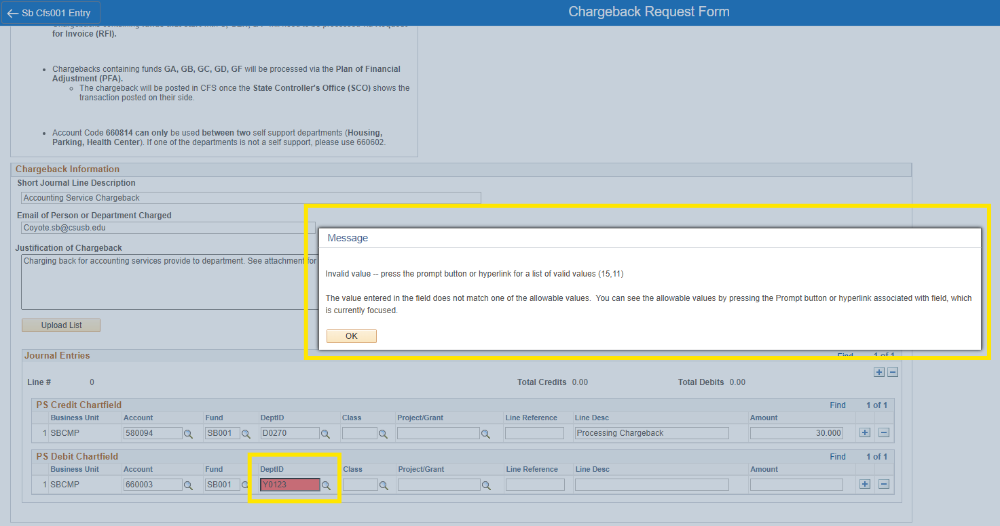 Sb Cfs001 Entry
Chargeback Request Form
for Invoice (RFI).
Chargebacks containing funds GA, GB, GC, GD, GF will be processed via the Plan of Financial
Adjustment (PFA).
The chargeback will be posted in CFS once the State Controller's Office (SCO) shows the
transaction posted on their side.
Account Code 660814 can only be used between two self support departments (Housing,
Parking, Health Center). If one of the departments is not a self support, please use 660602.
Chargeback Information
Short Journal Line Description
Accounting Service Chargeback
Email of Person or Department Charged
Coyote.sb@csusb.edu
Justification of Chargeback
Charging back for accounting services provide to department. See attachment for
Message
Invalid value -- press the prompt button or hyperlink for a list of valid values (15,11)
The value entered in the field does not match one of the allowable values. You can see the allowable values by pressing the Prompt button or hyperlink associated with field, which
is currently focused.
OK
Upload List
Journal Entries Find 1 of 1
Line # 0 Total Credits 0.00 Total Debits 0.00
PS Credit Chartfield Find 1 of 1
Business Unit Account Fund DeptID Class Project/Grant Line Reference Line Desc Amount
1 SBCMP 580094 SB001 D0270 Processing Chargeback 30.000
PS Debit Chartfield Find 1 of 1
Business Unit Account Fund DeptID Class Project/Grant Line Reference Line Desc Amount
1 SBCMP 660003 SB001 Y0123